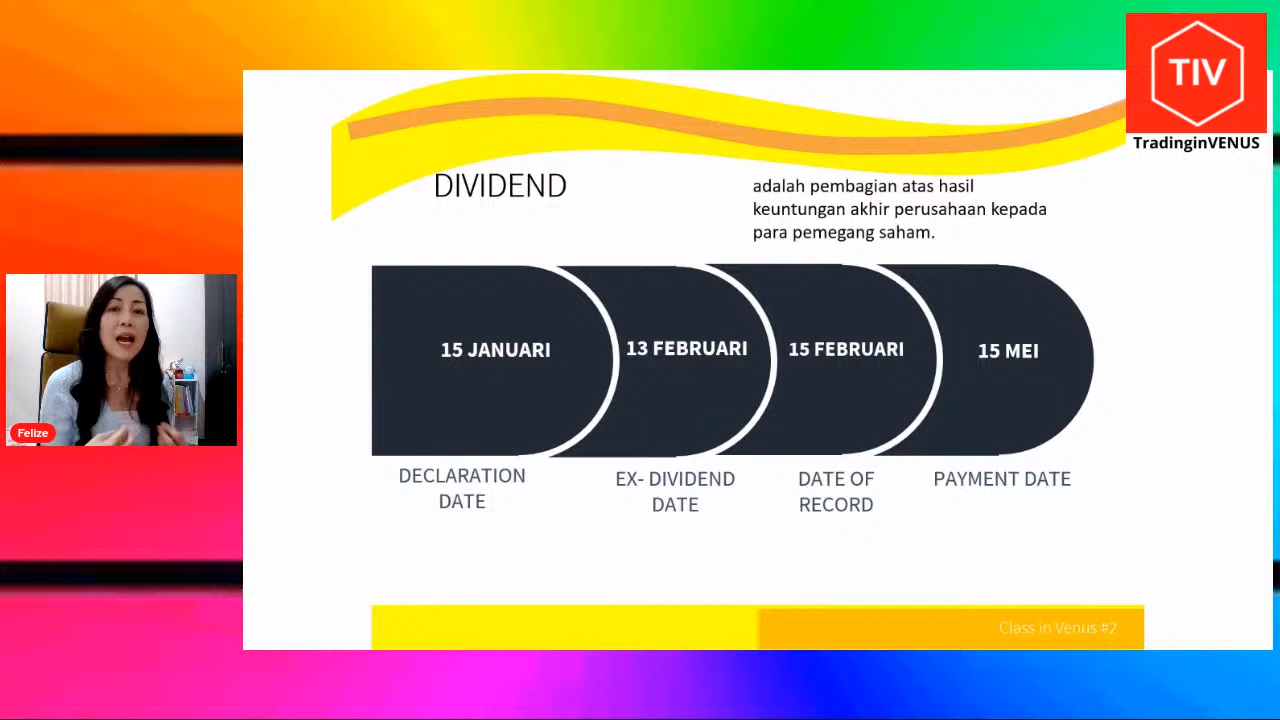 TIV
TradinginVENUS
DIVIDEND
adalah pembagian atas hasil
keuntungan akhir perusahaan kepada
para pemegang saham.
15 JANUARI
13 FEBRUARI
15 FEBRUARI
15 MEI
DECLARATION
DATE
EX- DIVIDEND
DATE
DATE OF
RECORD
PAYMENT DATE
Felize
Class in Venus #2